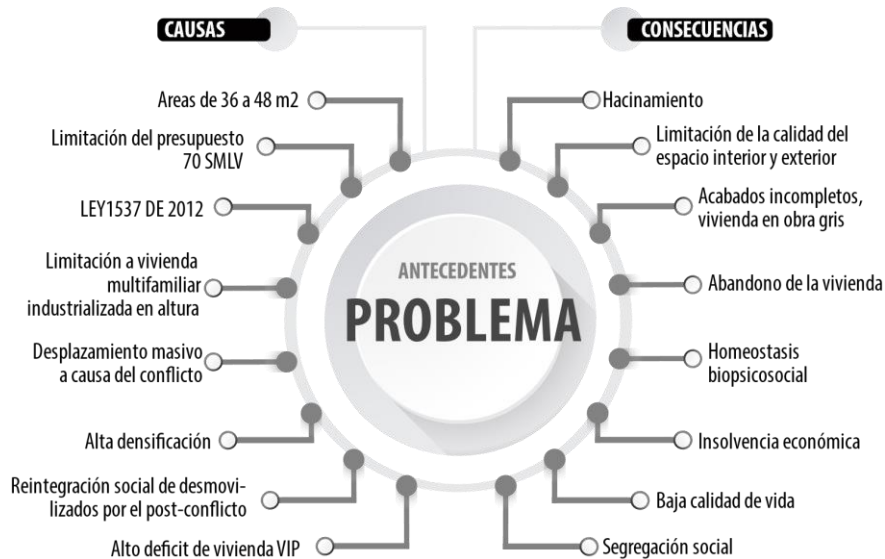 CAUSAS
Areas de 36 a 48 m2
Limitación del presupuesto
70 SMLV
LEY1537 DE 2012
Limitación a vivienda
multifamiliar
industrializada en altura
Desplazamiento masivo
a causa del conflicto
Alta densificación
Reintegración social de desmovi-
lizados por el post-conflicto
Alto deficit de vivienda VIP
ANTECEDENTES
PROBLEMA
CONSECUENCIAS
Hacinamiento
Limitación de la calidad del
espacio interior y exterior
Acabados incompletos,
vivienda en obra gris
Abandono de la vivienda
Homeostasis
biopsicosocial
Insolvencia económica
Baja calidad de vida
Segregación social